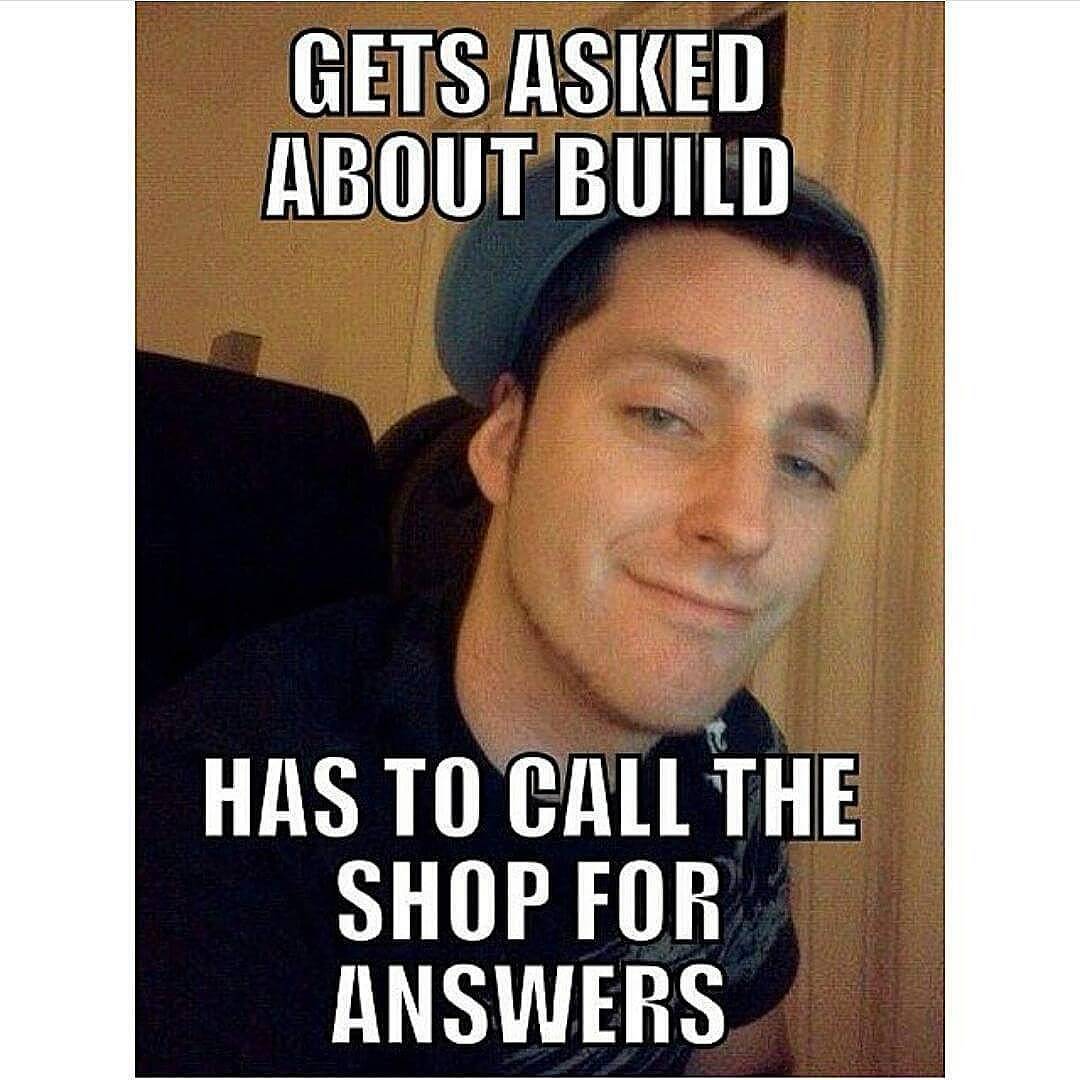 GETS ASKED
ABOUT BUILD
HAS TO CALL THE
SHOP FOR
ANSWERS